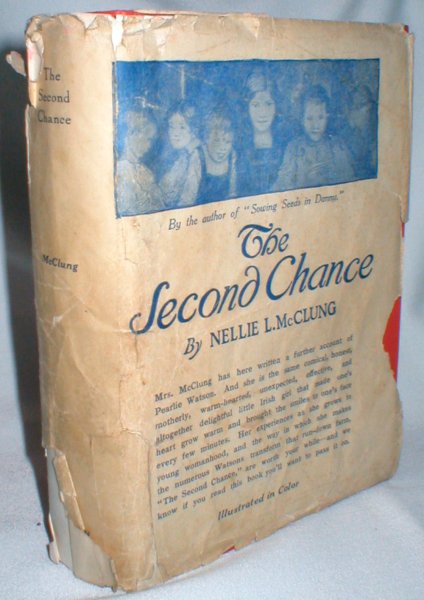 The
Second
Chance
McClung
By the author of "Sowing Seeds in Danny."
The
Second Chance
By NELLIE L. McCLUNG
Mrs. McClung has here written a further account of
Pearlie Watson. And she is the same comical, honest,
motherly, warm-hearted, unexpected, effective, and
altogether delightful little Irish girl that made one's
heart grow warm and brought the smiles to one's face
every few minutes. Her experiences as she grows to
young womanhood, and the way in which she makes
the numerous Watsons transform that run-down farm,
"The Second Chance," are worth your while—and we
know if you read this book you'll want to pass it on.
Illustrated in Color